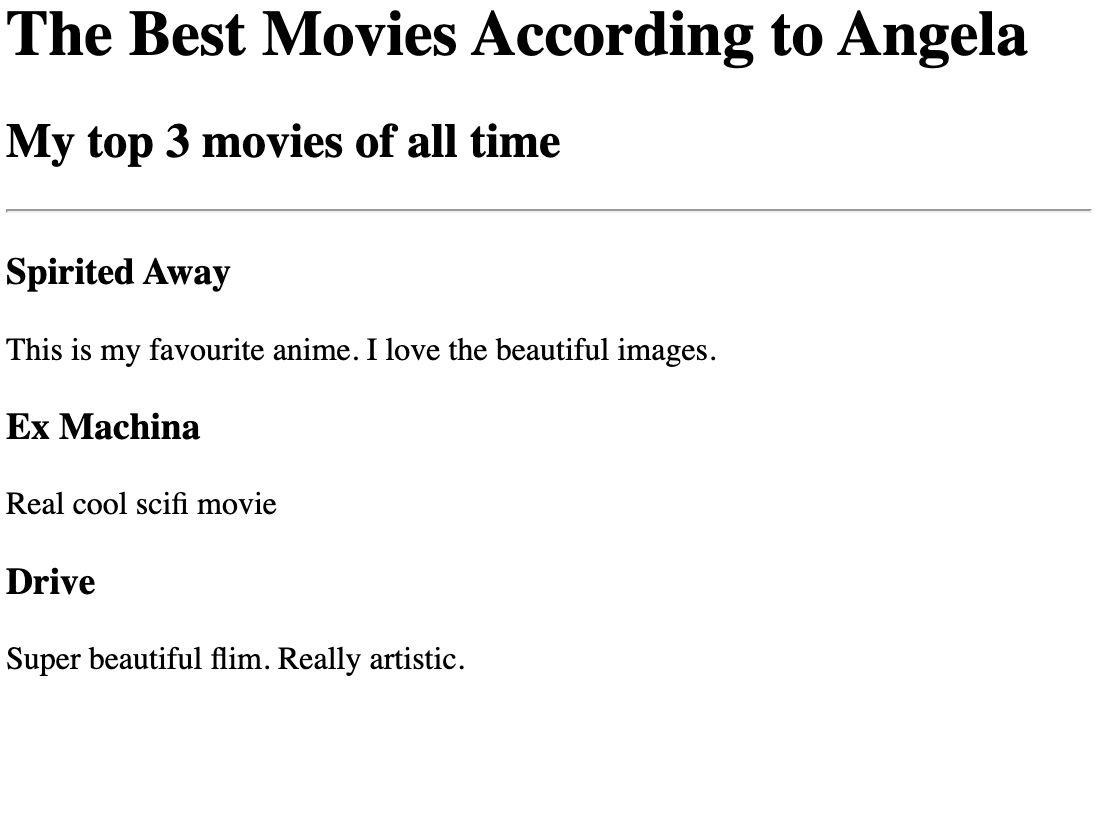 The Best Movies According to Angela
My top 3 movies of all time
Spirited Away
This is my favourite anime. I love the beautiful images.
Ex Machina
Real cool scifi movie
Drive
Super beautiful flim. Really artistic.